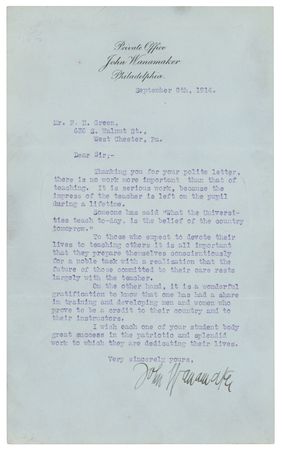 Private Office
John Wanamaker
Philadelphia.
September 9th, 1914.
Mr. F. H. Green,
Walnut St.,
West Chester, Pa.
Dear Sir;-
Thanking you for your polite letter,
there is no work more important than that of
teaching. It is serious work, because the
impress of the teacher is left on the pupil
during a lifetime.
Someone has said "What the Universi-
ties teach to-day, is the belief of the country
tomorrow."
To those who expect to devote their
lives to teaching others it is all important
that they prepare themselves conscientiously
for a noble task with a realization that the
future of those committed to their care rests
largely with the teacher.
On the other hand, it is a wonderful
gratification to know that one has had a share
in training and developing men and women who
prove to be a credit to their country and to
their instructors.
I wish each one of your student body
great success in the patriotic and splendid
work to which they are dedicating their lives.
Very sincerely yours,
John Wanamaker